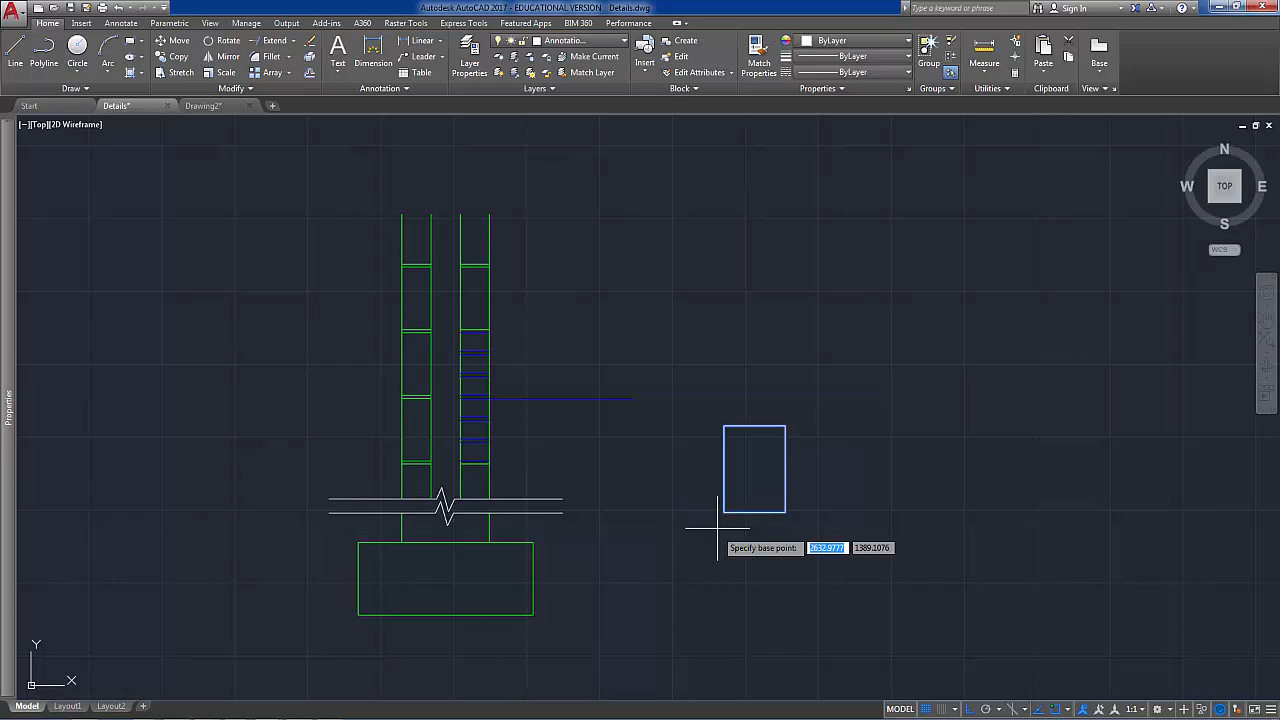 Autodesk AutoCAD 2017 - EDUCATIONAL VERSION Details.dwg
Type a keyword or phrase
Sign In
Home Insert Annotate Parametric View Manage Output Add-ins A360 Raster Tools Express Tools Featured Apps BIM 360 Performance
Line Polyline Circle Arc
Move Rotate Extend
Copy Mirror Fillet
Stretch Scale Array
Text Dimension
Linear
Leader
Table
Layer Properties
Annotatio...
Make Current
Match Layer
Insert
Create
Edit
Edit Attributes
Match Properties
ByLayer
ByLayer
ByLayer
Group Measure Paste Base
Draw Modify Annotation Layers Block Properties Groups Utilities Clipboard View
Start Details* Drawing2*
[−][Top][2D Wireframe]
N
W TOP E
S
WCS
Properties
Specify base point: 2632.9777 1389.1076
Y
X
Model Layout1 Layout2
MODEL 1:1